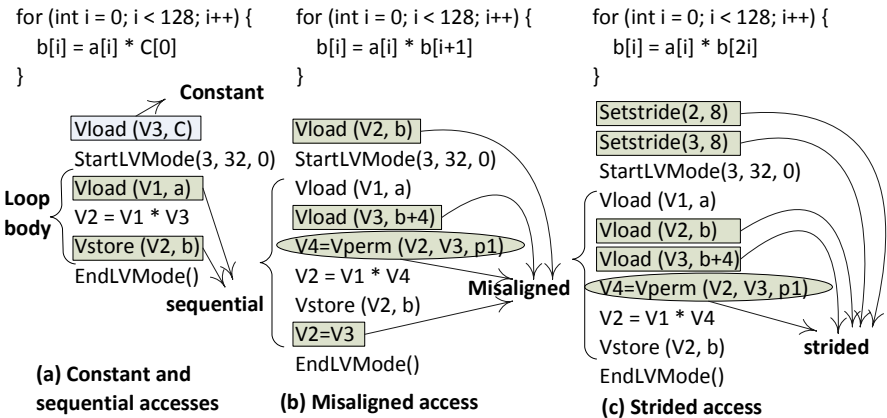 for (int i = 0; i < 128; i++) {
b[i] = a[i] * C[0]
}
Constant
Vload (V3, C)
StartLVMode(3, 32, 0)
Loop
body
Vload (V1, a)
V2 = V1 * V3
Vstore (V2, b)
EndLVMode()
sequential
(a) Constant and
sequential accesses
for (int i = 0; i < 128; i++) {
b[i] = a[i] * b[i+1]
}
Vload (V2, b)
StartLVMode(3, 32, 0)
Vload (V1, a)
Vload (V3, b+4)
V4=Vperm (V2, V3, p1)
V2 = V1 * V4
Misaligned
Vstore (V2, b)
V2=V3
EndLVMode()
(b) Misaligned access
for (int i = 0; i < 128; i++) {
b[i] = a[i] * b[2i]
}
Setstride(2, 8)
Setstride(3, 8)
StartLVMode(3, 32, 0)
Vload (V1, a)
Vload (V2, b)
Vload (V3, b+4)
V4=Vperm (V2, V3, p1)
V2 = V1 * V4
Vstore (V2, b)
strided
EndLVMode()
(c) Strided access